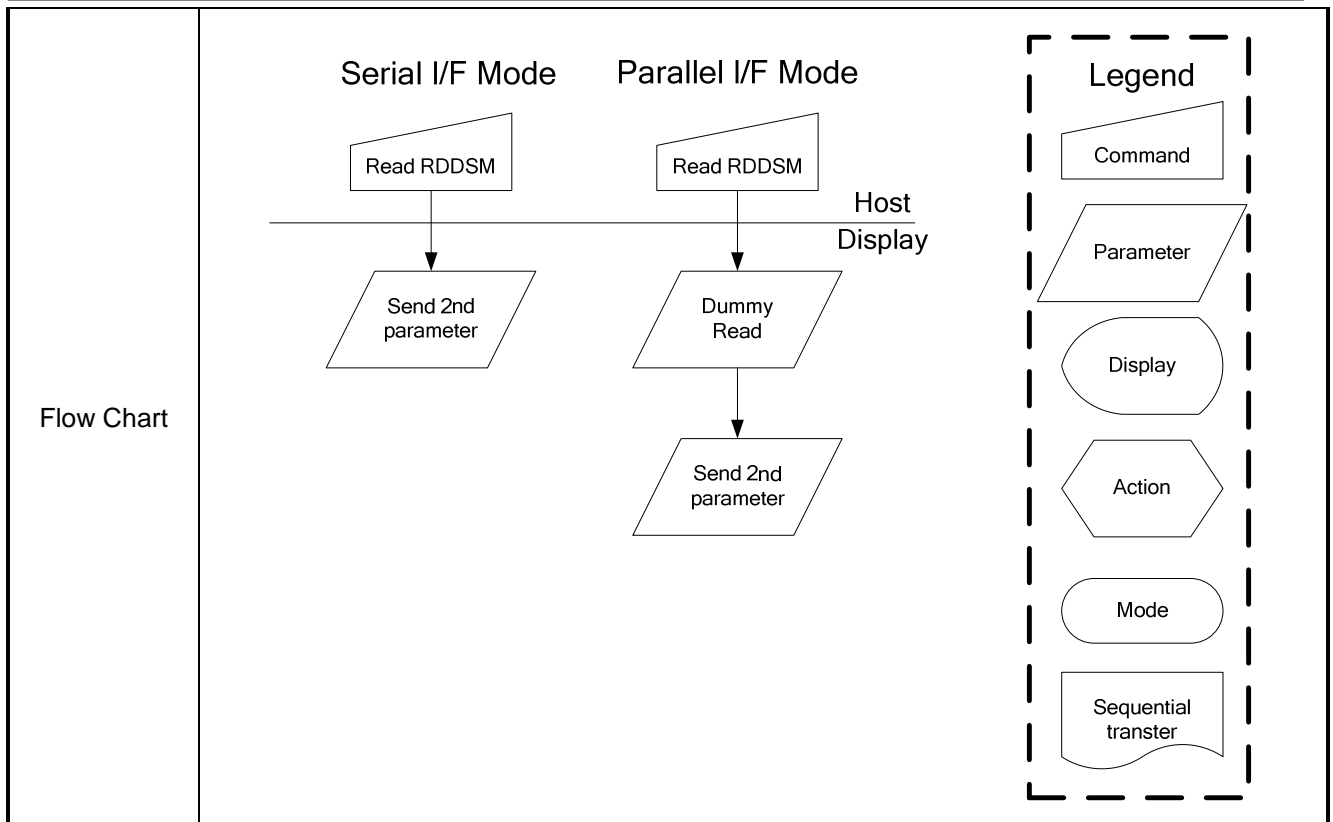 Flow Chart
Serial I/F Mode
Read RDDSM
Send 2nd
parameter
Parallel I/F Mode
Read RDDSM
Host
Display
Dummy
Read
Send 2nd
parameter
Legend
Command
Parameter
Display
Action
Mode
Sequential
transter